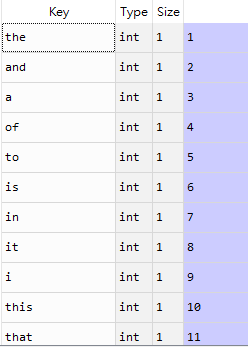 Key Type Size
the int 1 1
and int 1 2
a int 1 3
of int 1 4
to int 1 5
is int 1 6
in int 1 7
it int 1 8
i int 1 9
this int 1 10
that int 1 11